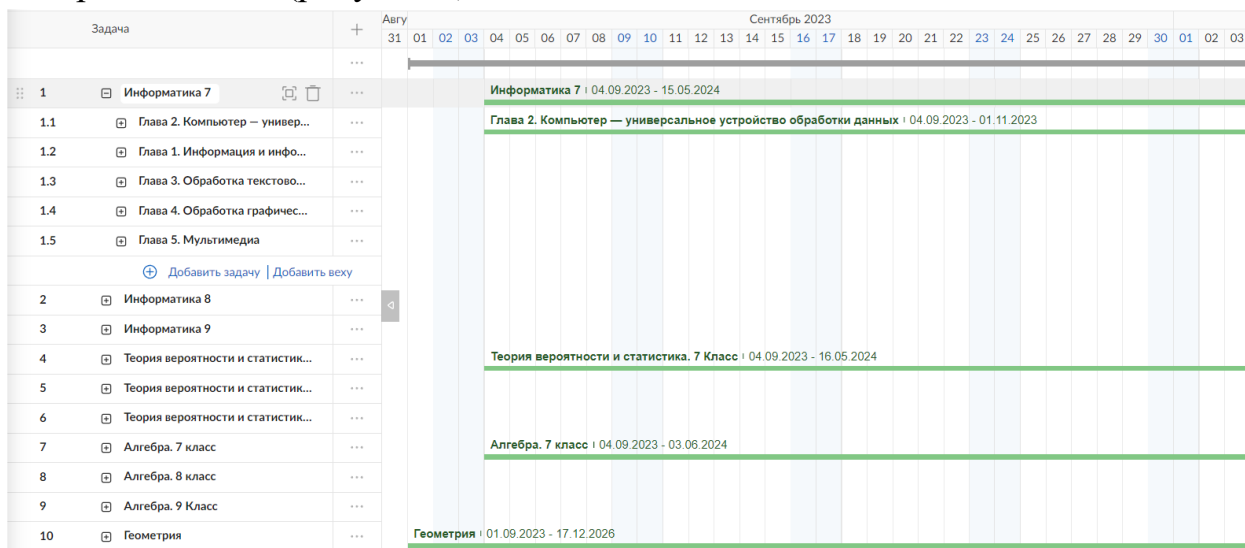 Задача
Авгу Сентябрь 2023
31 01 02 03 04 05 06 07 08 09 10 11 12 13 14 15 16 17 18 19 20 21 22 23 24 25 26 27 28 29 30 01 02 03
1 Информатика 7 ... Информатика 7 04.09.2023 - 15.05.2024
1.1 Глава 2. Компьютер — универ... Глава 2. Компьютер — универсальное устройство обработки данных 04.09.2023 - 01.11.2023
1.2 Глава 1. Информация и инфо...
1.3 Глава 3. Обработка текстово...
1.4 Глава 4. Обработка графичес...
1.5 Глава 5. Мультимедиа
Добавить задачу | Добавить веху
2 Информатика 8
3 Информатика 9
4 Теория вероятности и статистик... Теория вероятности и статистика. 7 Класс 04.09.2023 - 16.05.2024
5 Теория вероятности и статистик...
6 Теория вероятности и статистик...
7 Алгебра. 7 класс Алгебра. 7 класс 04.09.2023 - 03.06.2024
8 Алгебра. 8 класс
9 Алгебра. 9 Класс
10 Геометрия Геометрия 01.09.2023 - 17.12.2026